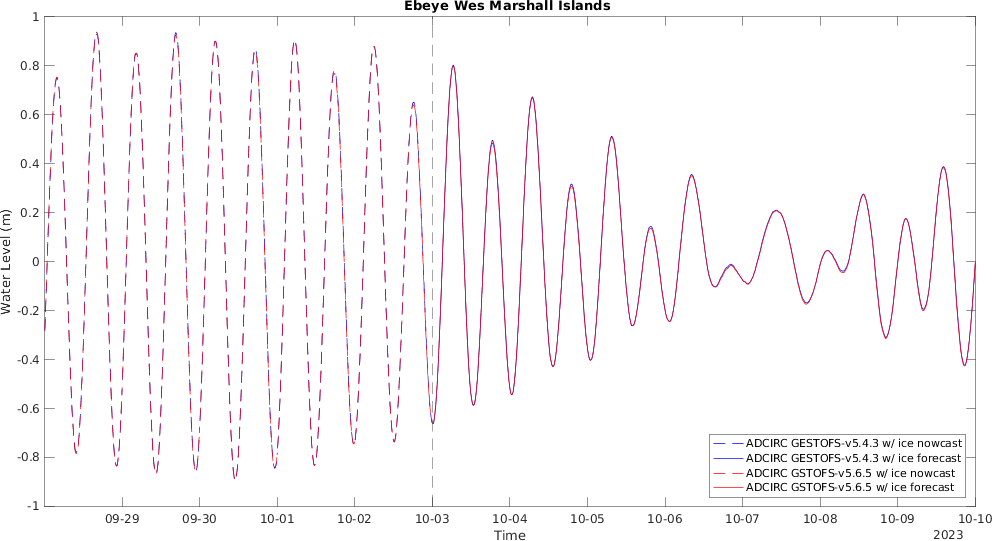 Ebeye Wes Marshall Islands
1
0.8
0.6
0.4
0.2
0
-0.2
-0.4
-0.6
-0.8
-1
Water Level (m)
ADCIRC GESTOFS-v5.4.3 w/ ice nowcast
ADCIRC GESTOFS-v5.4.3 w/ ice forecast
ADCIRC GSTOFS-v5.6.5 w/ ice nowcast
ADCIRC GSTOFS-v5.6.5 w/ ice forecast
09-29 09-30 10-01 10-02 10-03 10-04 10-05 10-06 10-07 10-08 10-09 10-10
Time
2023